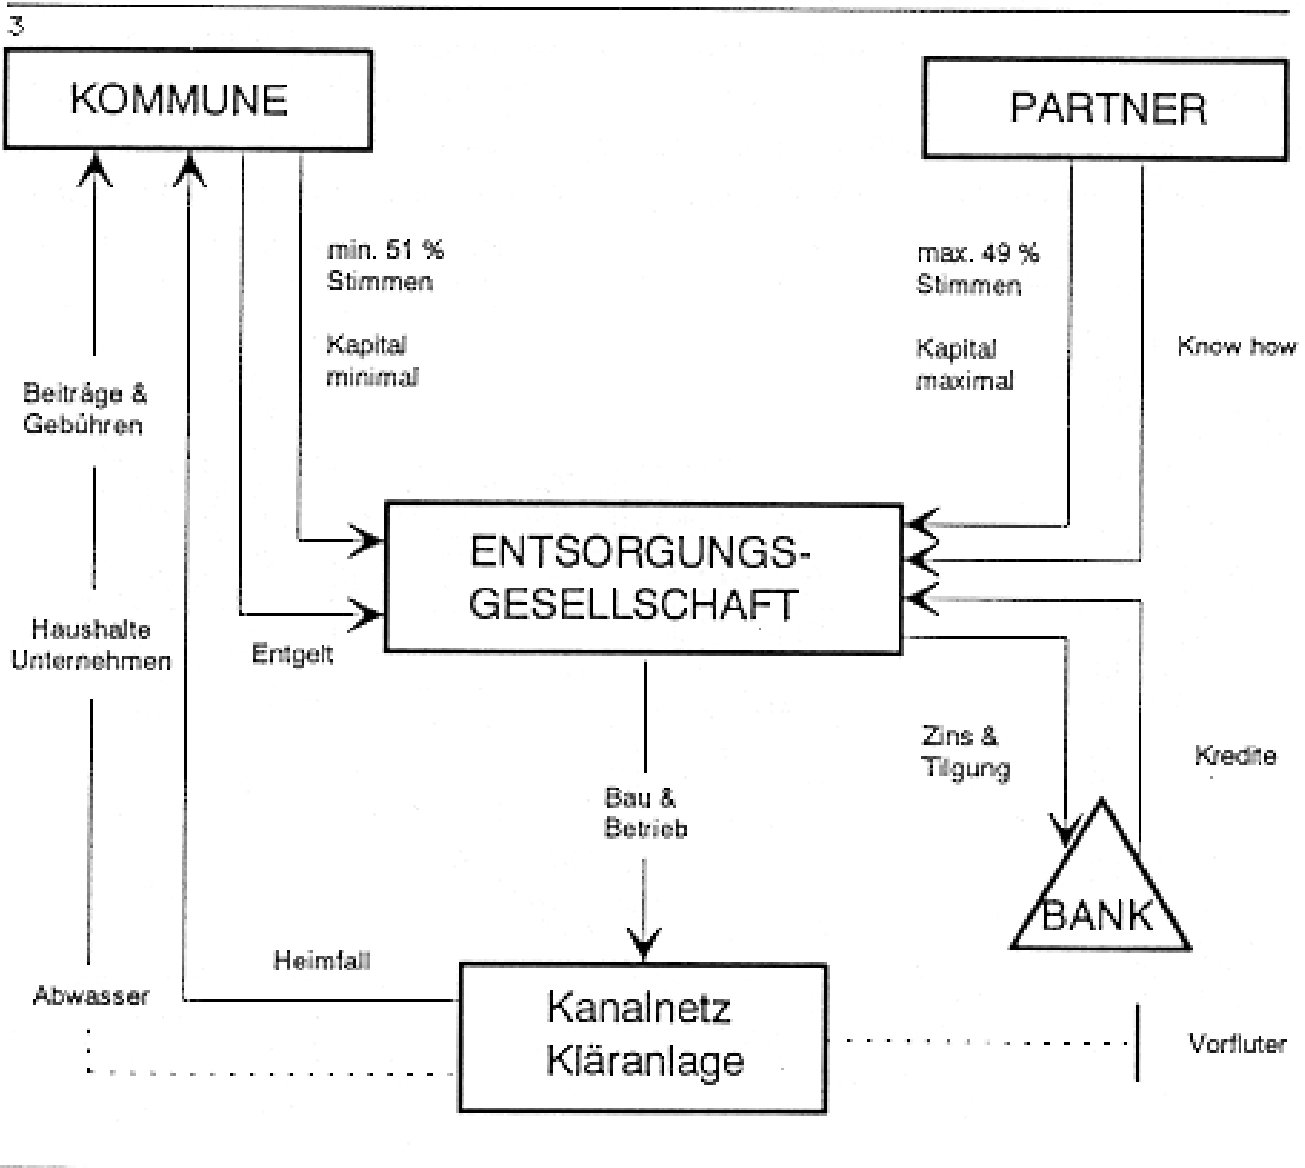 3
KOMMUNE
PARTNER
min. 51 %
Stimmen
Kapital
minimal
max. 49 %
Stimmen
Kapital
maximal
Know how
Beiträge &
Gebühren
ENTSORGUNGS-
GESELLSCHAFT
Haushalte
Unternehmen
Entgelt
Zins &
Tilgung
Kredite
Bau &
Betrieb
BANK
Heimfall
Abwasser
Kanalnetz
Kläranlage
Vorfluter